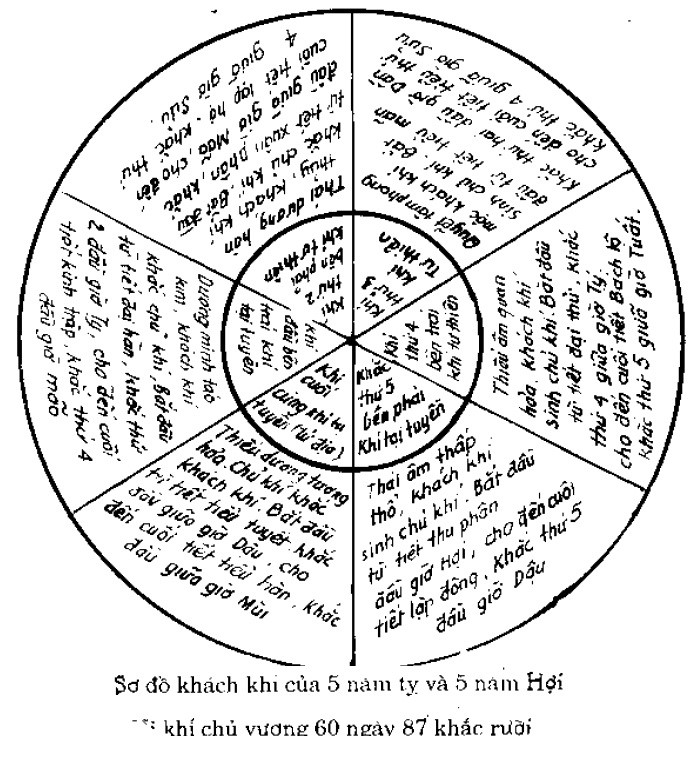 Quyết âm phong
mộc khách khí
sinh chủ khí. Bắt
đầu từ tiết tiểu mãn
khắc thứ hai đầu giờ Dần
cho đến cuối tiết tiểu thử
khắc thứ 4 giữa giờ Sửu
Thái âm quan
hỏa, khách khí
sinh chủ khí. Bắt đầu
từ tiết đại thử, khắc
thứ 4 giữa giờ Tỵ.
cho đến cuối tiết Bạch lộ
khắc thứ 5 giữa giờ Tuất.
Thái âm thấp
thổ, khách khí
sinh chủ khí. Bắt đầu
từ tiết thu phân
đầu giờ Hợi, cho đến cuối
tiết lập đông, khắc thứ 5
đầu giờ Dậu
Thiếu dương tương
hỏa, chủ khí khắc
khách khí. Bắt đầu
từ tiết tiểu tuyết khắc
đầu giữa giờ Dậu, cho
đến cuối tiết tiểu hàn, khắc
đầu giữa giờ Mùi
Dương minh táo
kim, khách khí
khắc chủ khí. Bắt đầu
từ tiết đại hàn khắc thứ
2 đầu giờ Tỵ, cho đến cuối
trời kinh trập, khắc thứ 4
đầu giờ mão
Thái dương hàn
thủy, khách khí
khắc chủ khí. Bắt đầu
từ tiết xuân phân, khắc
đầu giữa giờ Mão, cho đến
cuối tiết lập hạ, khắc thứ
4 giữa giờ Sửu
Khí
thứ 3
Tư thiên
Khí
thứ 4
bên trái
khí tư thiên
Khắc
thứ 5
bên phải
Khí tại tuyền
Khí
cuối
cùng khí tại
tuyền (tư địa)
khí
đầu bên
trái khí
tại tuyền
Khí
thứ 2
bên phải
khí tư thiên
Sơ đồ khách khí của 5 năm tỵ và 5 năm Hợi
khí chủ vượng 60 ngày 87 khắc rưỡi